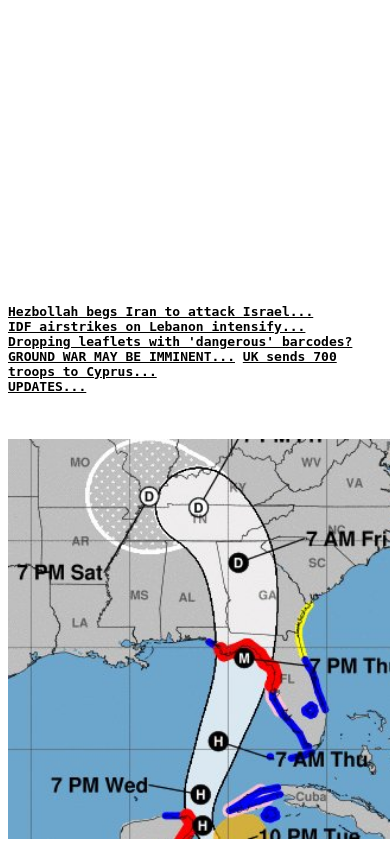 Hezbollah begs Iran to attack Israel...
IDF airstrikes on Lebanon intensify...
Dropping leaflets with 'dangerous' barcodes?
GROUND WAR MAY BE IMMINENT... UK sends 700
troops to Cyprus...
UPDATES...
MO
WV
KY
VA
D
D
TN
NC
7 AM Fri
AR
D
SC
7 PM Sat
MS
AL
GA
LA
M
7 PM Thu
FL
H
7 AM Thu
7 PM Wed
H
Cuba
H
10 PM Tue